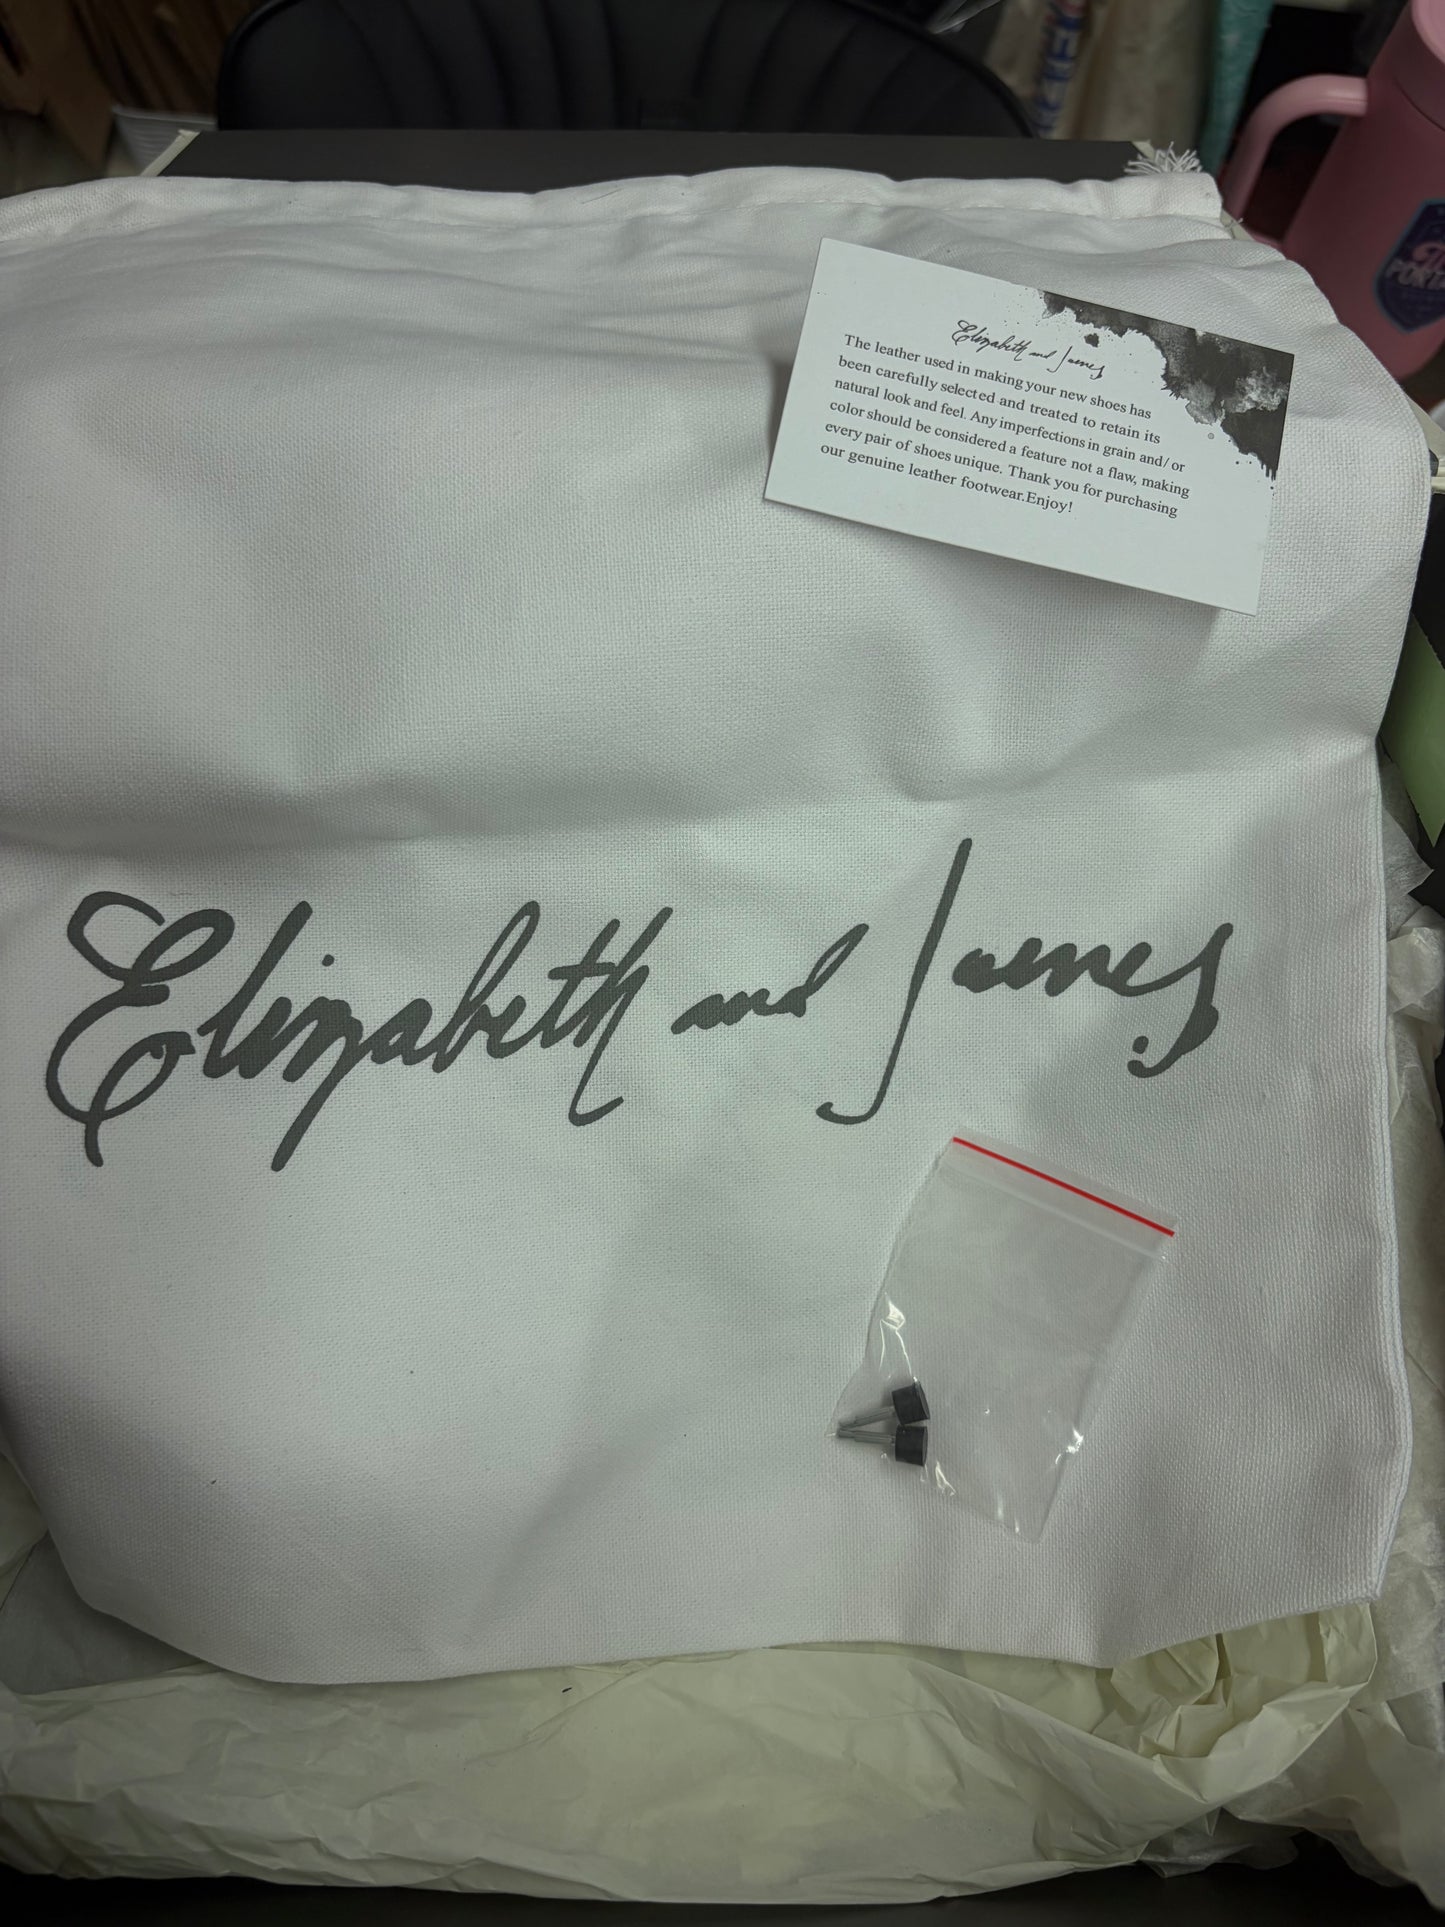 Elizabeth and James
The leather used in making your new shoes has
been carefully selected and treated to retain its
natural look and feel. Any imperfections in grain and/or
color should be considered a feature not a flaw, making
every pair of shoes unique. Thank you for purchasing
our genuine leather footwear.Enjoy!
Elizabeth and James